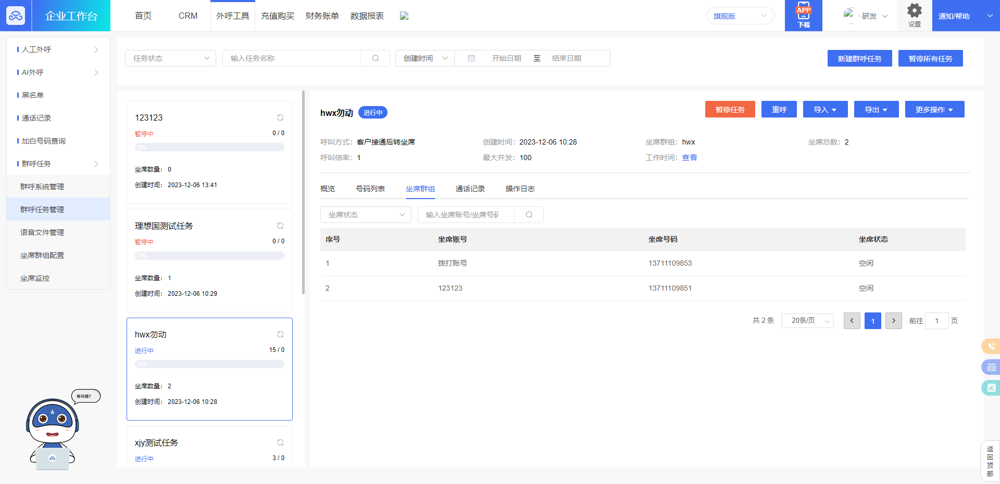 企业工作台
首页 CRM 外呼工具 充值购买 财务账单 数据报表
旗舰版
APP
下载
研发
设置
通知/帮助
人工外呼
AI外呼
黑名单
通话记录
加白号码查询
群呼任务
群呼系统管理
群呼任务管理
语音文件管理
坐席群组配置
坐席监控
有问题?
任务状态 输入任务名称 创建时间 开始日期 至 结束日期 新建群呼任务 暂停所有任务
123123
暂停中 0 / 0
0%
坐席数量： 0
创建时间： 2023-12-06 13:41
理想国测试任务
暂停中 0 / 0
0%
坐席数量： 1
创建时间： 2023-12-06 10:29
hwx勿动
进行中 15 / 0
0%
坐席数量： 2
创建时间： 2023-12-06 10:28
xjy测试任务
进行中 3 / 0
hwx勿动 进行中 暂停任务 重呼 导入 导出 更多操作
呼叫方式：客户接通后转坐席 创建时间：2023-12-06 10:28 坐席群组：hwx 坐席总数：2
呼叫倍率：1 最大并发：100 工作时间：查看
概览 号码列表 坐席群组 通话记录 操作日志
坐席状态 输入坐席账号/坐席号码
序号 坐席账号 坐席号码 坐席状态
1 拨打账号 13711109853 空闲
2 123123 13711109851 空闲
共 2 条 20条/页 1 前往 1 页
返
回
顶
部